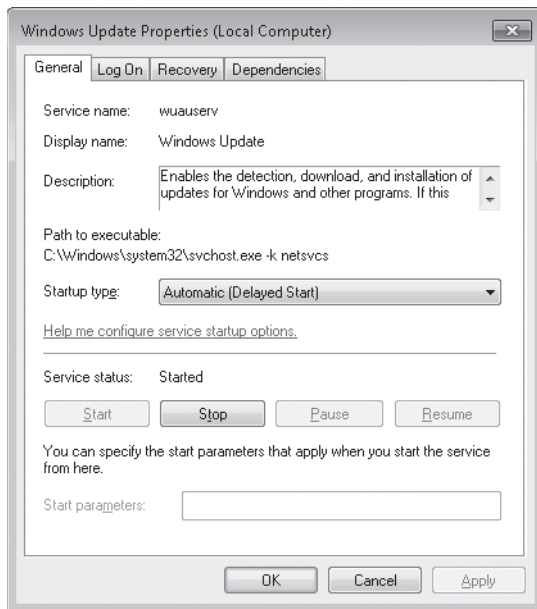 Windows Update Properties (Local Computer)
General Log On Recovery Dependencies
Service name: wuauserv
Display name: Windows Update
Description: Enables the detection, download, and installation of
updates for Windows and other programs. If this
Path to executable:
C:\Windows\system32\svchost.exe -k netsvcs
Startup type: Automatic (Delayed Start)
Help me configure service startup options.
Service status: Started
Start Stop Pause Resume
You can specify the start parameters that apply when you start the service
from here.
Start parameters:
OK Cancel Apply